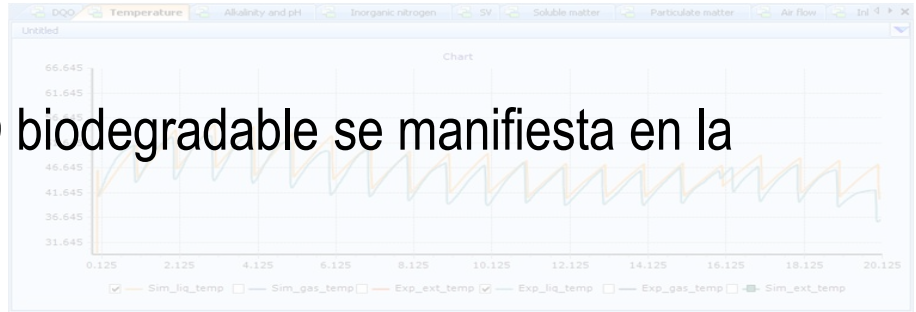 DQO Temperature Alkalinity and pH Inorganic nitrogen SV Soluble matter Particulate matter Air flow
Untitled
Chart
66.645
61.645
biodegradable se manifiesta en la
46.645
41.645
36.645
31.645
0.125 2.125 4.125 6.125 8.125 10.125 12.125 14.125 16.125 18.125 20.125
Sim_liq_temp Sim_gas_temp Exp_ext_temp Exp_liq_temp Exp_gas_temp Sim_ext_temp